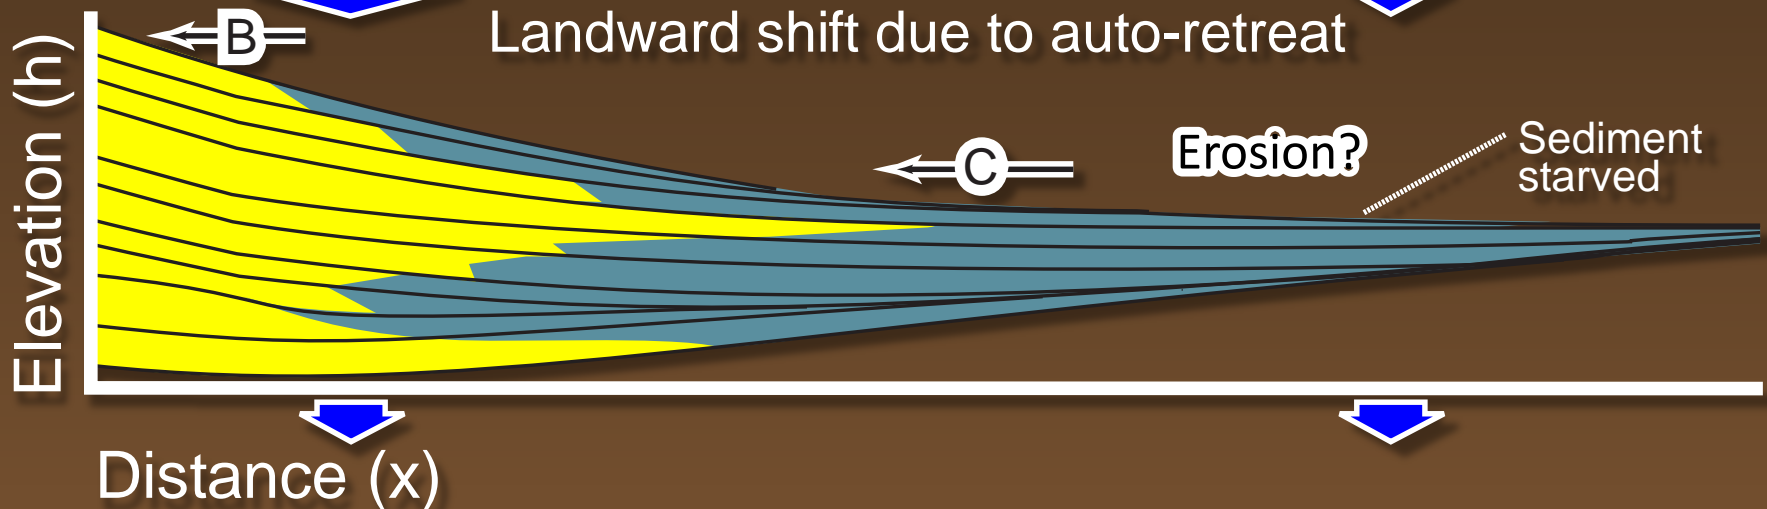 Landward shift due to auto-retreat
B
Elevation (h)
C
Erosion?
Sediment
starved
Distance (x)